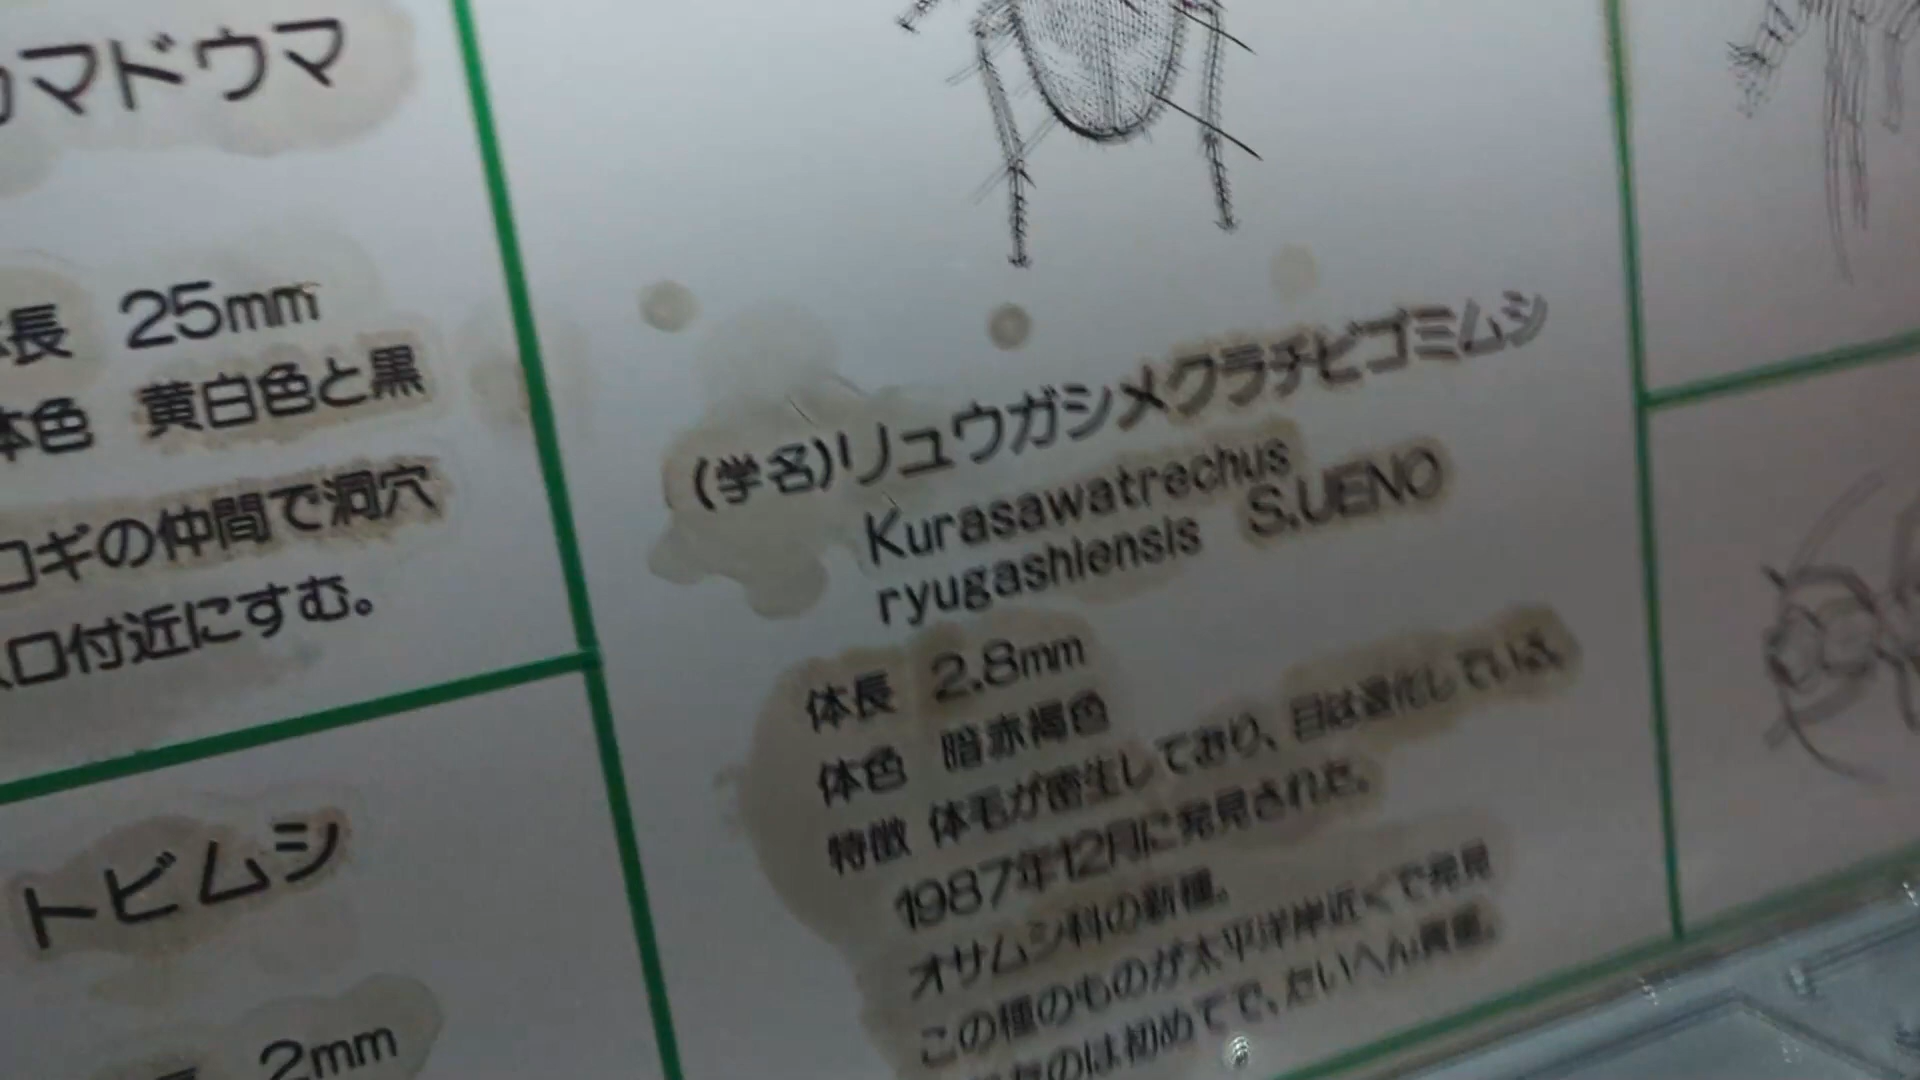 カマドウマ
体長 25mm
体色 黄白色と黒
コギの仲間で洞穴
入口付近にすむ。
トビムシ
2mm
(学名)リュウガシメクラチビゴミムシ
Kurasawatrechus
ryugashiensis S.UENO
体長 2.8mm
体色 暗赤褐色
特徴 体毛が密生しており、目は退化している。
1987年12月に発見された。
オサムシ科の新種。
この種のものが太平洋岸近くで発見
のは初めてで、たいへん貴重。